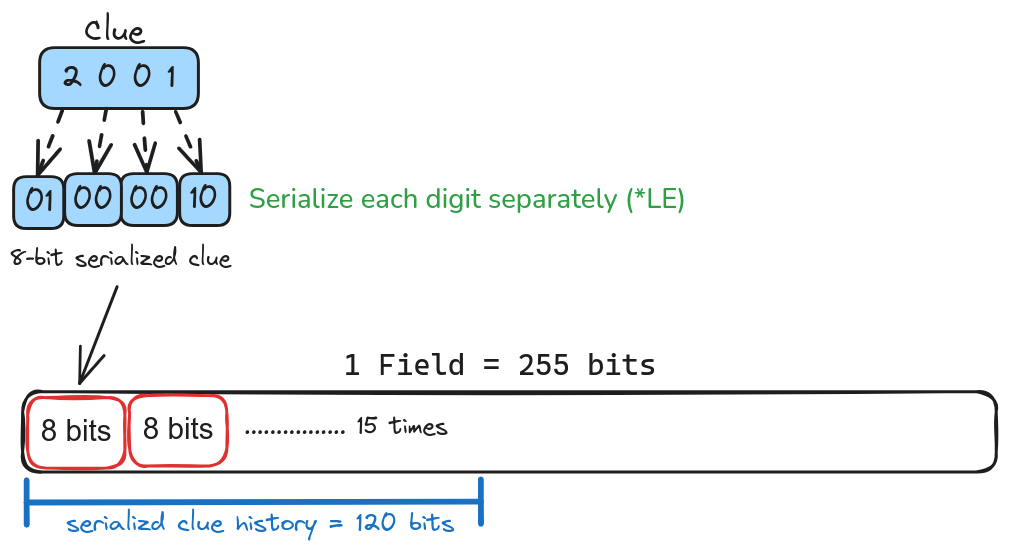 Clue
2 0 0 1
01 00 00 10
Serialize each digit separately (*LE)
8-bit serialized clue
1 Field = 255 bits
8 bits 8 bits ................ 15 times
serialized clue history = 120 bits